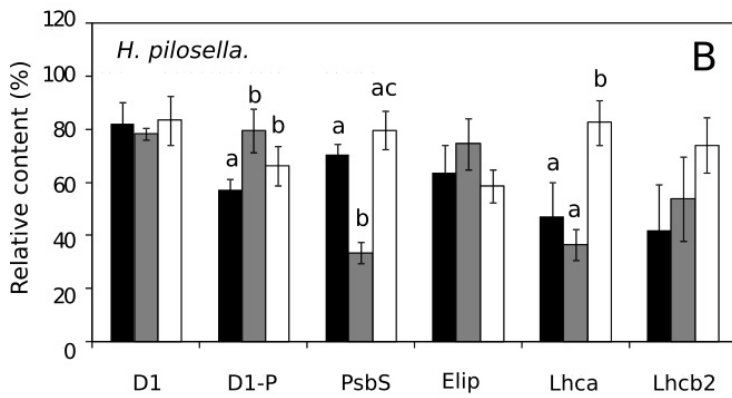 120
H. pilosella.
B
100
80
60
40
20
0
Relative content (%)
a
b
b
a
b
ac
a
a
b
D1
D1-P
PsbS
Elip
Lhca
Lhcb2